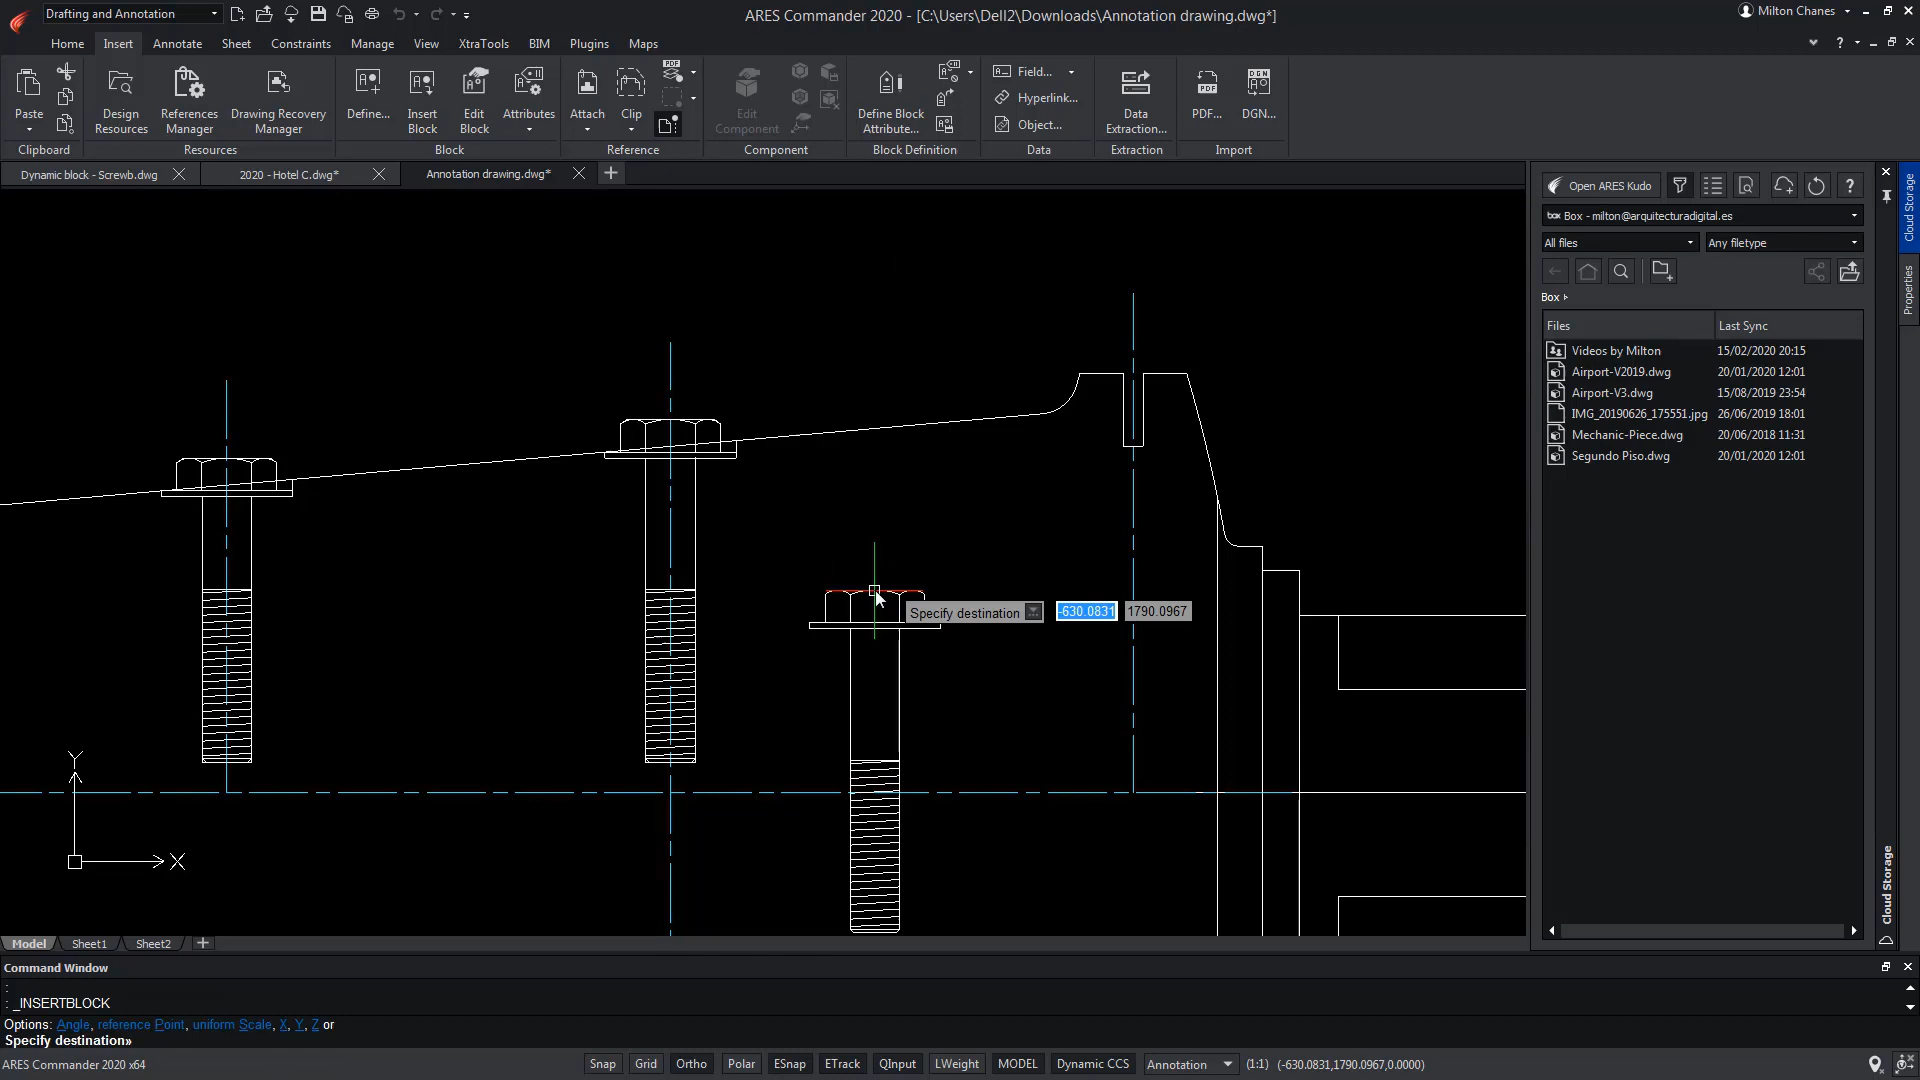 Drafting and Annotation
ARES Commander 2020 - [C:\Users\Dell2\Downloads\Annotation drawing.dwg*]
Milton Chanes
Home Insert Annotate Sheet Constraints Manage View XtraTools BIM Plugins Maps
Paste
Design Resources
References Manager
Drawing Recovery Manager
Define...
Insert Block
Edit Block
Attributes
Attach
Clip
Edit Component
Define Block Attribute...
Field...
Hyperlink...
Object...
Data Extraction...
PDF...
DGN...
Clipboard Resources Block Reference Component Block Definition Data Extraction Import
Dynamic block - Screwb.dwg
2020 - Hotel C.dwg*
Annotation drawing.dwg*
Open ARES Kudo
box Box - milton@arquitecturadigital.es
All files
Any filetype
Box
Files Last Sync
Videos by Milton 15/02/2020 20:15
Airport-V2019.dwg 20/01/2020 12:01
Airport-V3.dwg 15/08/2019 23:54
IMG_20190626_175551.jpg 26/06/2019 18:01
Mechanic-Piece.dwg 20/06/2018 11:31
Segundo Piso.dwg 20/01/2020 12:01
Cloud Storage
Properties
Cloud Storage
Specify destination -630.0831 1790.0967
Y
X
Model Sheet1 Sheet2
Command Window
:
: _INSERTBLOCK
Options: Angle, reference Point, uniform Scale, X, Y, Z or
Specify destination»
ARES Commander 2020 x64
Snap Grid Ortho Polar ESnap ETrack QInput LWeight MODEL Dynamic CCS Annotation (1:1) (-630.0831,1790.0967,0.0000)